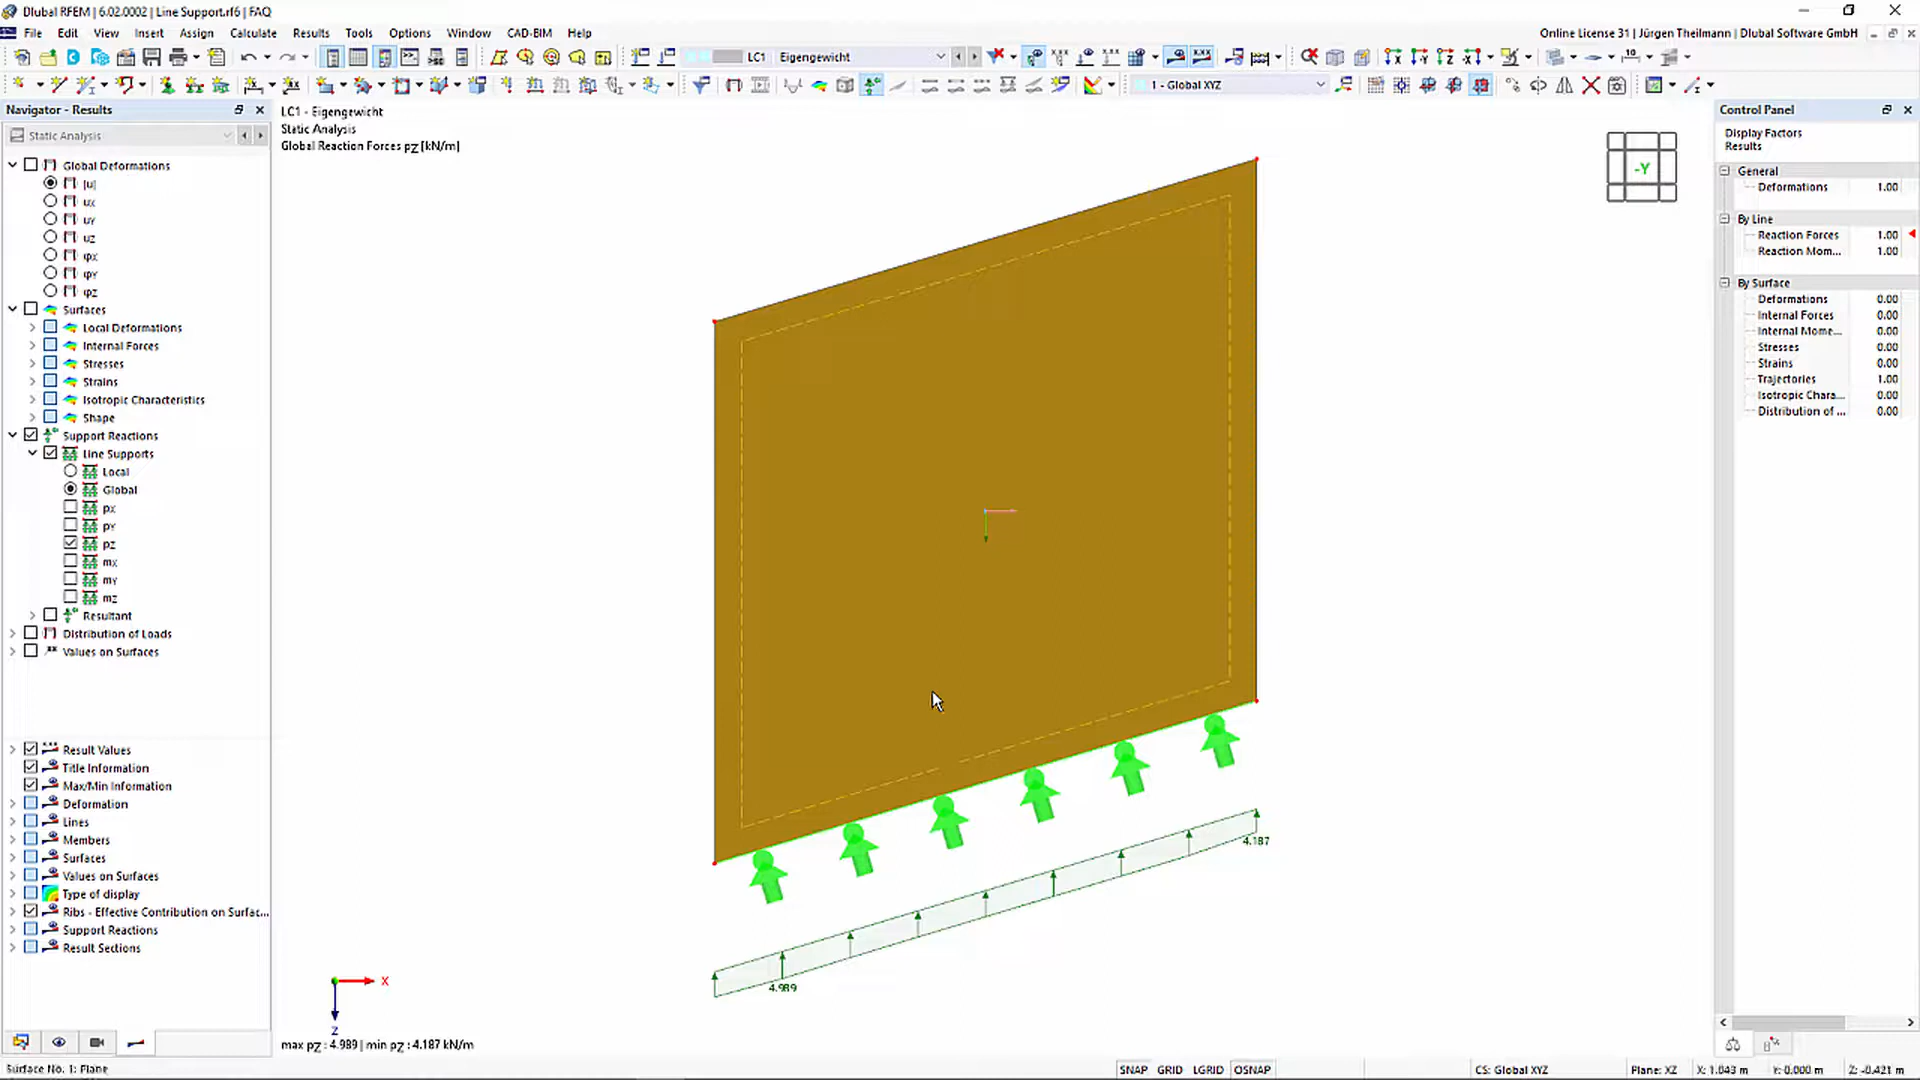 Dlubal RFEM | 6.02.0002 | Line Support.rf6 | FAQ
File Edit View Insert Assign Calculate Results Tools Options Window CAD-BIM Help
Online License 31 | Jürgen Theilmann | Dlubal Software GmbH
LC1 Eigengewicht
1 - Global XYZ
Navigator - Results
Static Analysis
Global Deformations
|u|
uX
uY
uZ
φX
φY
φZ
Surfaces
Local Deformations
Internal Forces
Stresses
Strains
Isotropic Characteristics
Shape
Support Reactions
Line Supports
Local
Global
pX
pY
pZ
mX
mY
mZ
Resultant
Distribution of Loads
Values on Surfaces
Result Values
Title Information
Max/Min Information
Deformation
Lines
Members
Surfaces
Values on Surfaces
Type of display
Ribs - Effective Contribution on Surfac...
Support Reactions
Result Sections
LC1 - Eigengewicht
Static Analysis
Global Reaction Forces pZ [kN/m]
-Y
4.187
4.989
X
Z
max pZ : 4.989 | min pZ : 4.187 kN/m
Control Panel
Display Factors
Results
General
Deformations 1.00
By Line
Reaction Forces 1.00
Reaction Mom... 1.00
By Surface
Deformations 0.00
Internal Forces 0.00
Internal Mome... 0.00
Stresses 0.00
Strains 0.00
Trajectories 1.00
Isotropic Chara... 0.00
Distribution of ... 0.00
Surface No. 1: Plane
SNAP GRID LGRID OSNAP
CS: Global XYZ
Plane: XZ
X: 1.043 m Y: 0.000 m Z: -0.421 m